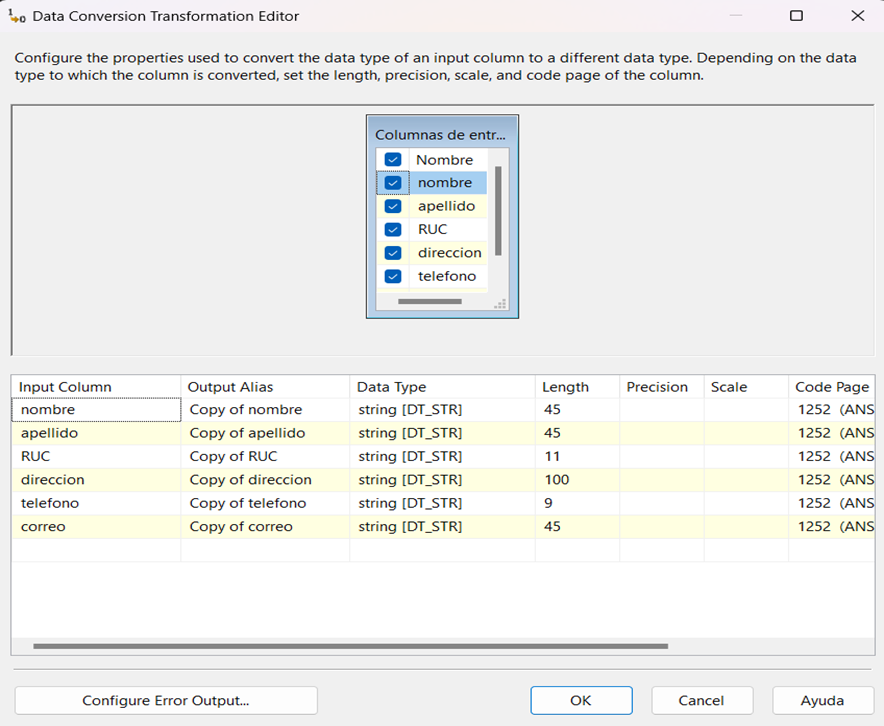 Data Conversion Transformation Editor
Configure the properties used to convert the data type of an input column to a different data type. Depending on the data
type to which the column is converted, set the length, precision, scale, and code page of the column.
Columnas de entr...
Nombre
nombre
apellido
RUC
direccion
telefono
Input Column Output Alias Data Type Length Precision Scale Code Page
nombre Copy of nombre string [DT_STR] 45 1252 (ANS
apellido Copy of apellido string [DT_STR] 45 1252 (ANS
RUC Copy of RUC string [DT_STR] 11 1252 (ANS
direccion Copy of direccion string [DT_STR] 100 1252 (ANS
telefono Copy of telefono string [DT_STR] 9 1252 (ANS
correo Copy of correo string [DT_STR] 45 1252 (ANS
Configure Error Output... OK Cancel Ayuda